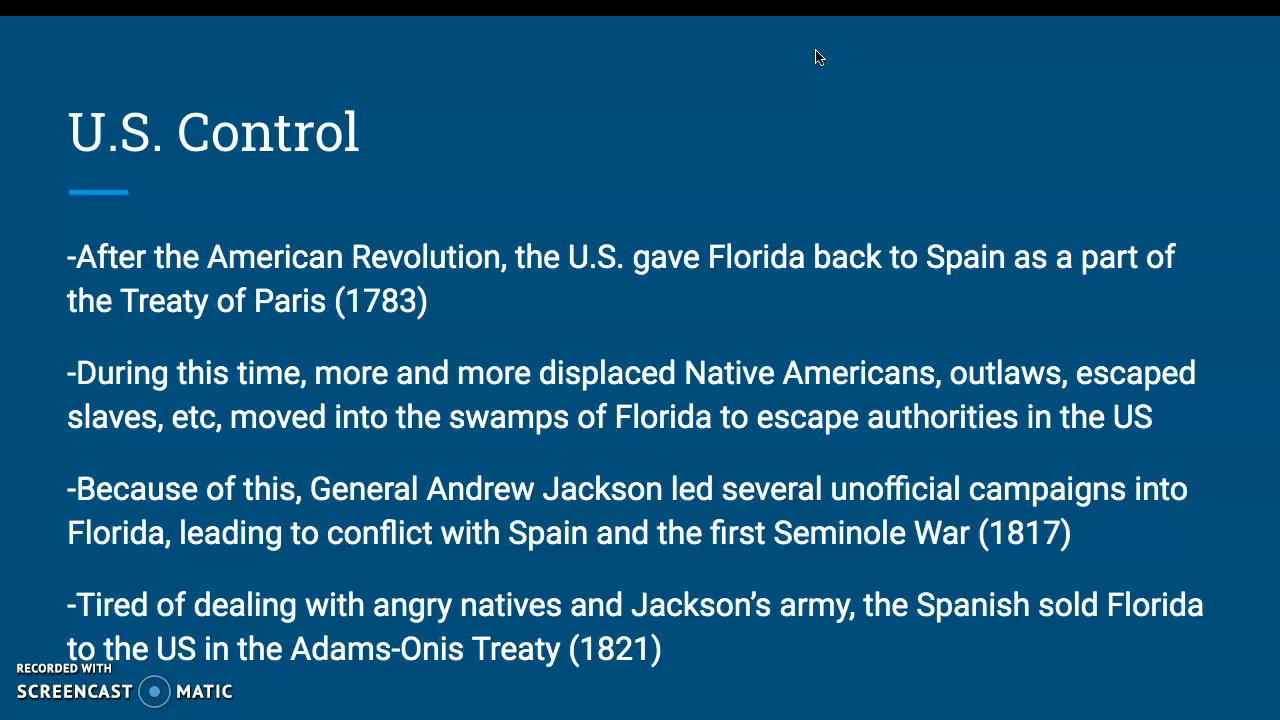 U.S. Control
-After the American Revolution, the U.S. gave Florida back to Spain as a part of
the Treaty of Paris (1783)
-During this time, more and more displaced Native Americans, outlaws, escaped
slaves, etc, moved into the swamps of Florida to escape authorities in the US
-Because of this, General Andrew Jackson led several unofficial campaigns into
Florida, leading to conflict with Spain and the first Seminole War (1817)
-Tired of dealing with angry natives and Jackson’s army, the Spanish sold Florida
to the US in the Adams-Onis Treaty (1821)
RECORDED WITH
SCREENCAST MATIC